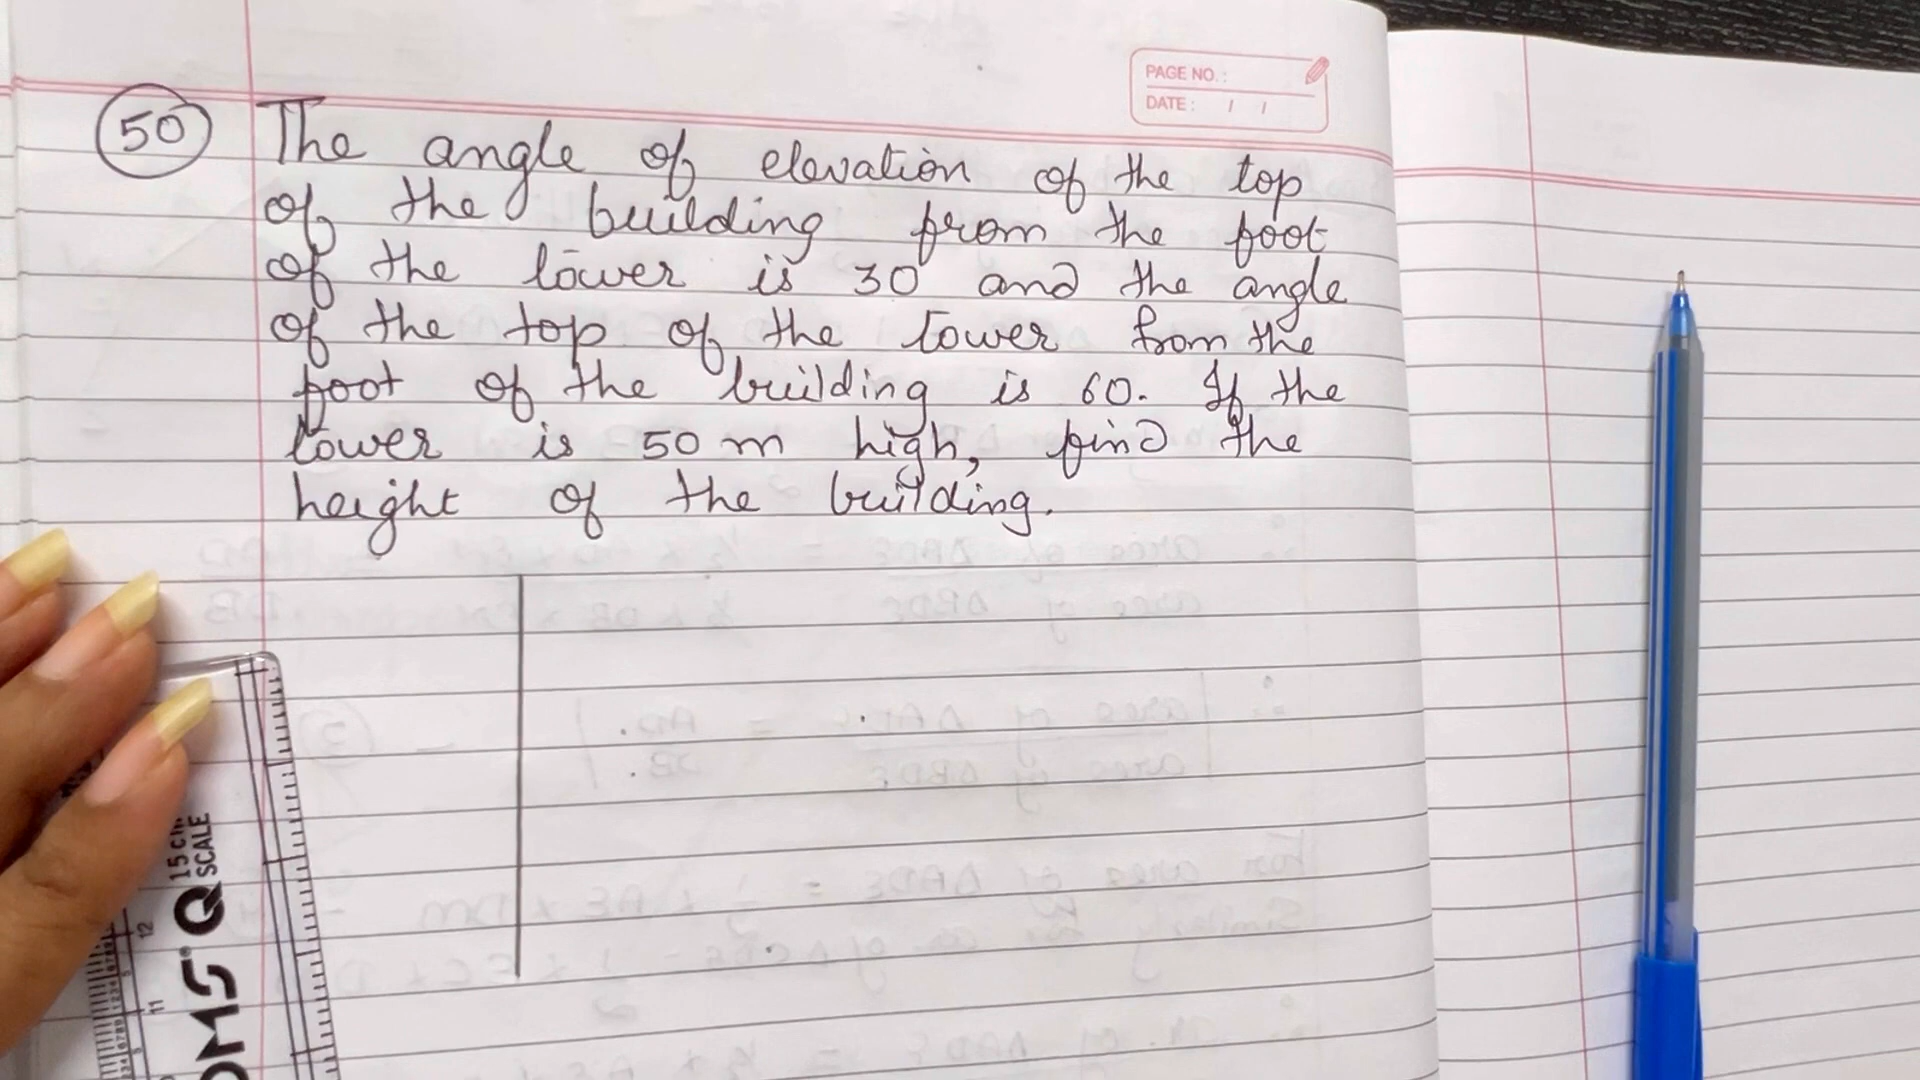 PAGE NO. :
DATE : / /
50 The angle of elevation of the top
of the building from the foot
of the tower is 30 and the angle
of the top of the tower from the
foot of the building is 60. If the
tower is 50 m high, find the
height of the building.
15 cm
SCALE
12
11